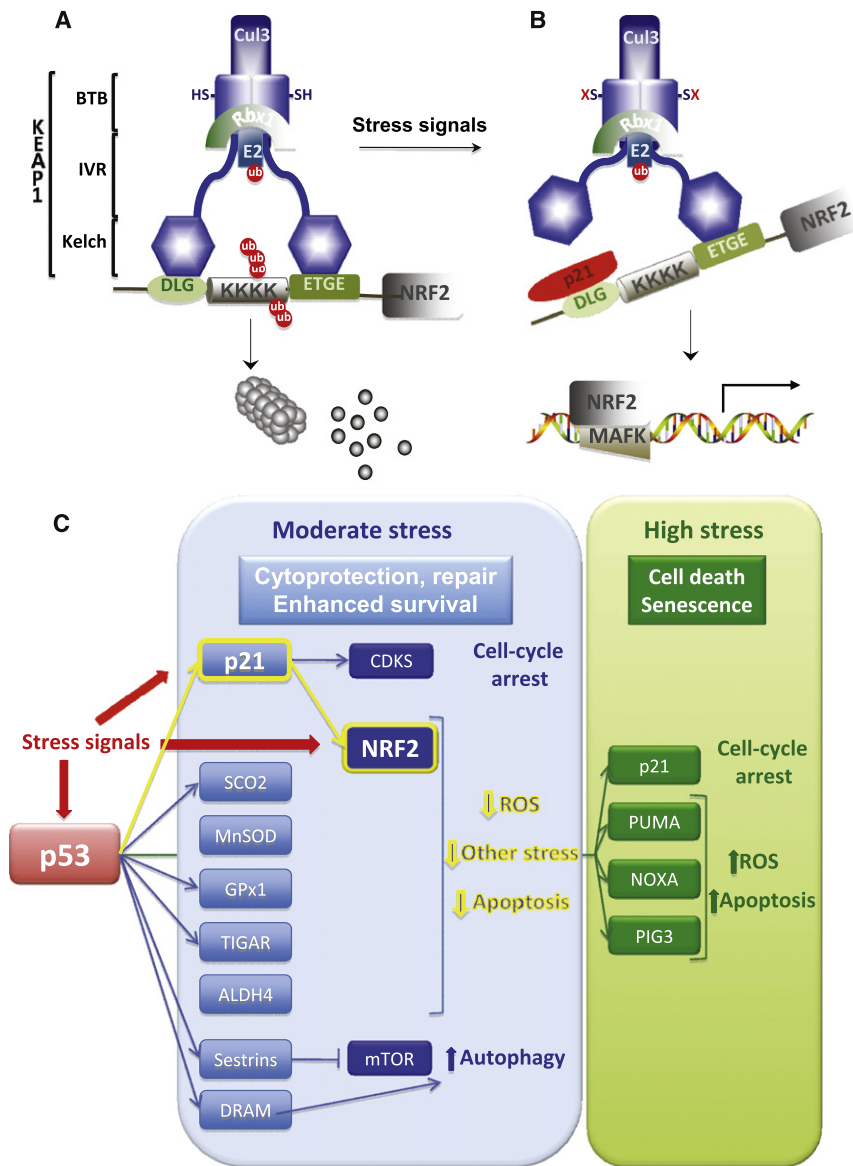 A
Cul3
HS-
-SH
BTB
Rbx1
E2
ub
IVR
KEAP1
Kelch
ub
ub
ub
DLG
KKKK
ETGE
NRF2
ub
ub
Stress signals
B
Cul3
XS-
-SX
Rbx1
E2
ub
NRF2
ETGE
p21
KKKK
DLG
NRF2
MAFK
C
Moderate stress
Cytoprotection, repair
Enhanced survival
p21
CDKS
Cell-cycle
arrest
Stress signals
NRF2
SCO2
MnSOD
p53
GPx1
TIGAR
ALDH4
Sestrins
DRAM
mTOR
ROS
Other stress
Apoptosis
Autophagy
High stress
Cell death
Senescence
p21
Cell-cycle
arrest
PUMA
NOXA
PIG3
ROS
Apoptosis